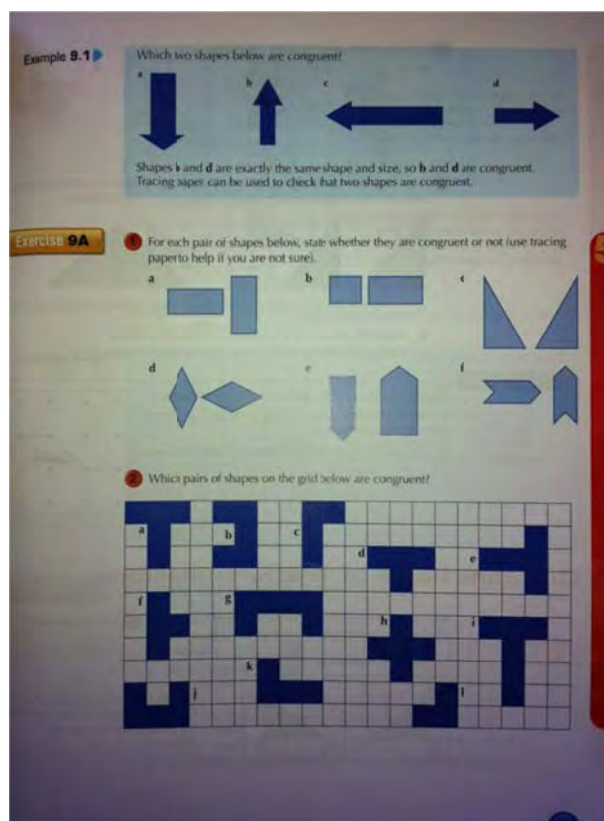 Example 9.1
Which two shapes below are congruent?
a
b
c
d
Shapes b and d are exactly the same shape and size, so b and d are congruent.
Tracing paper can be used to check that two shapes are congruent.
Exercise 9A
1 For each pair of shapes below, state whether they are congruent or not (use tracing
paper to help if you are not sure).
a
b
c
d
e
f
2 Which pairs of shapes on the grid below are congruent?
a
b
c
d
e
f
g
h
i
k
j
l